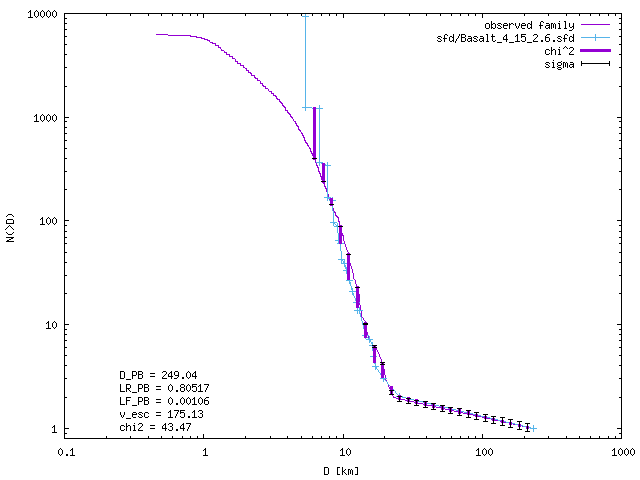 10000
observed family
sfd/Basalt_4_15_2.6.sfd
chi^2
sigma
1000
100
N(>D)
10
1
D_PB = 249.04
LR_PB = 0.80517
LF_PB = 0.00106
v_esc = 175.13
chi2 = 43.47
0.1 1 10 100 1000
D [km]